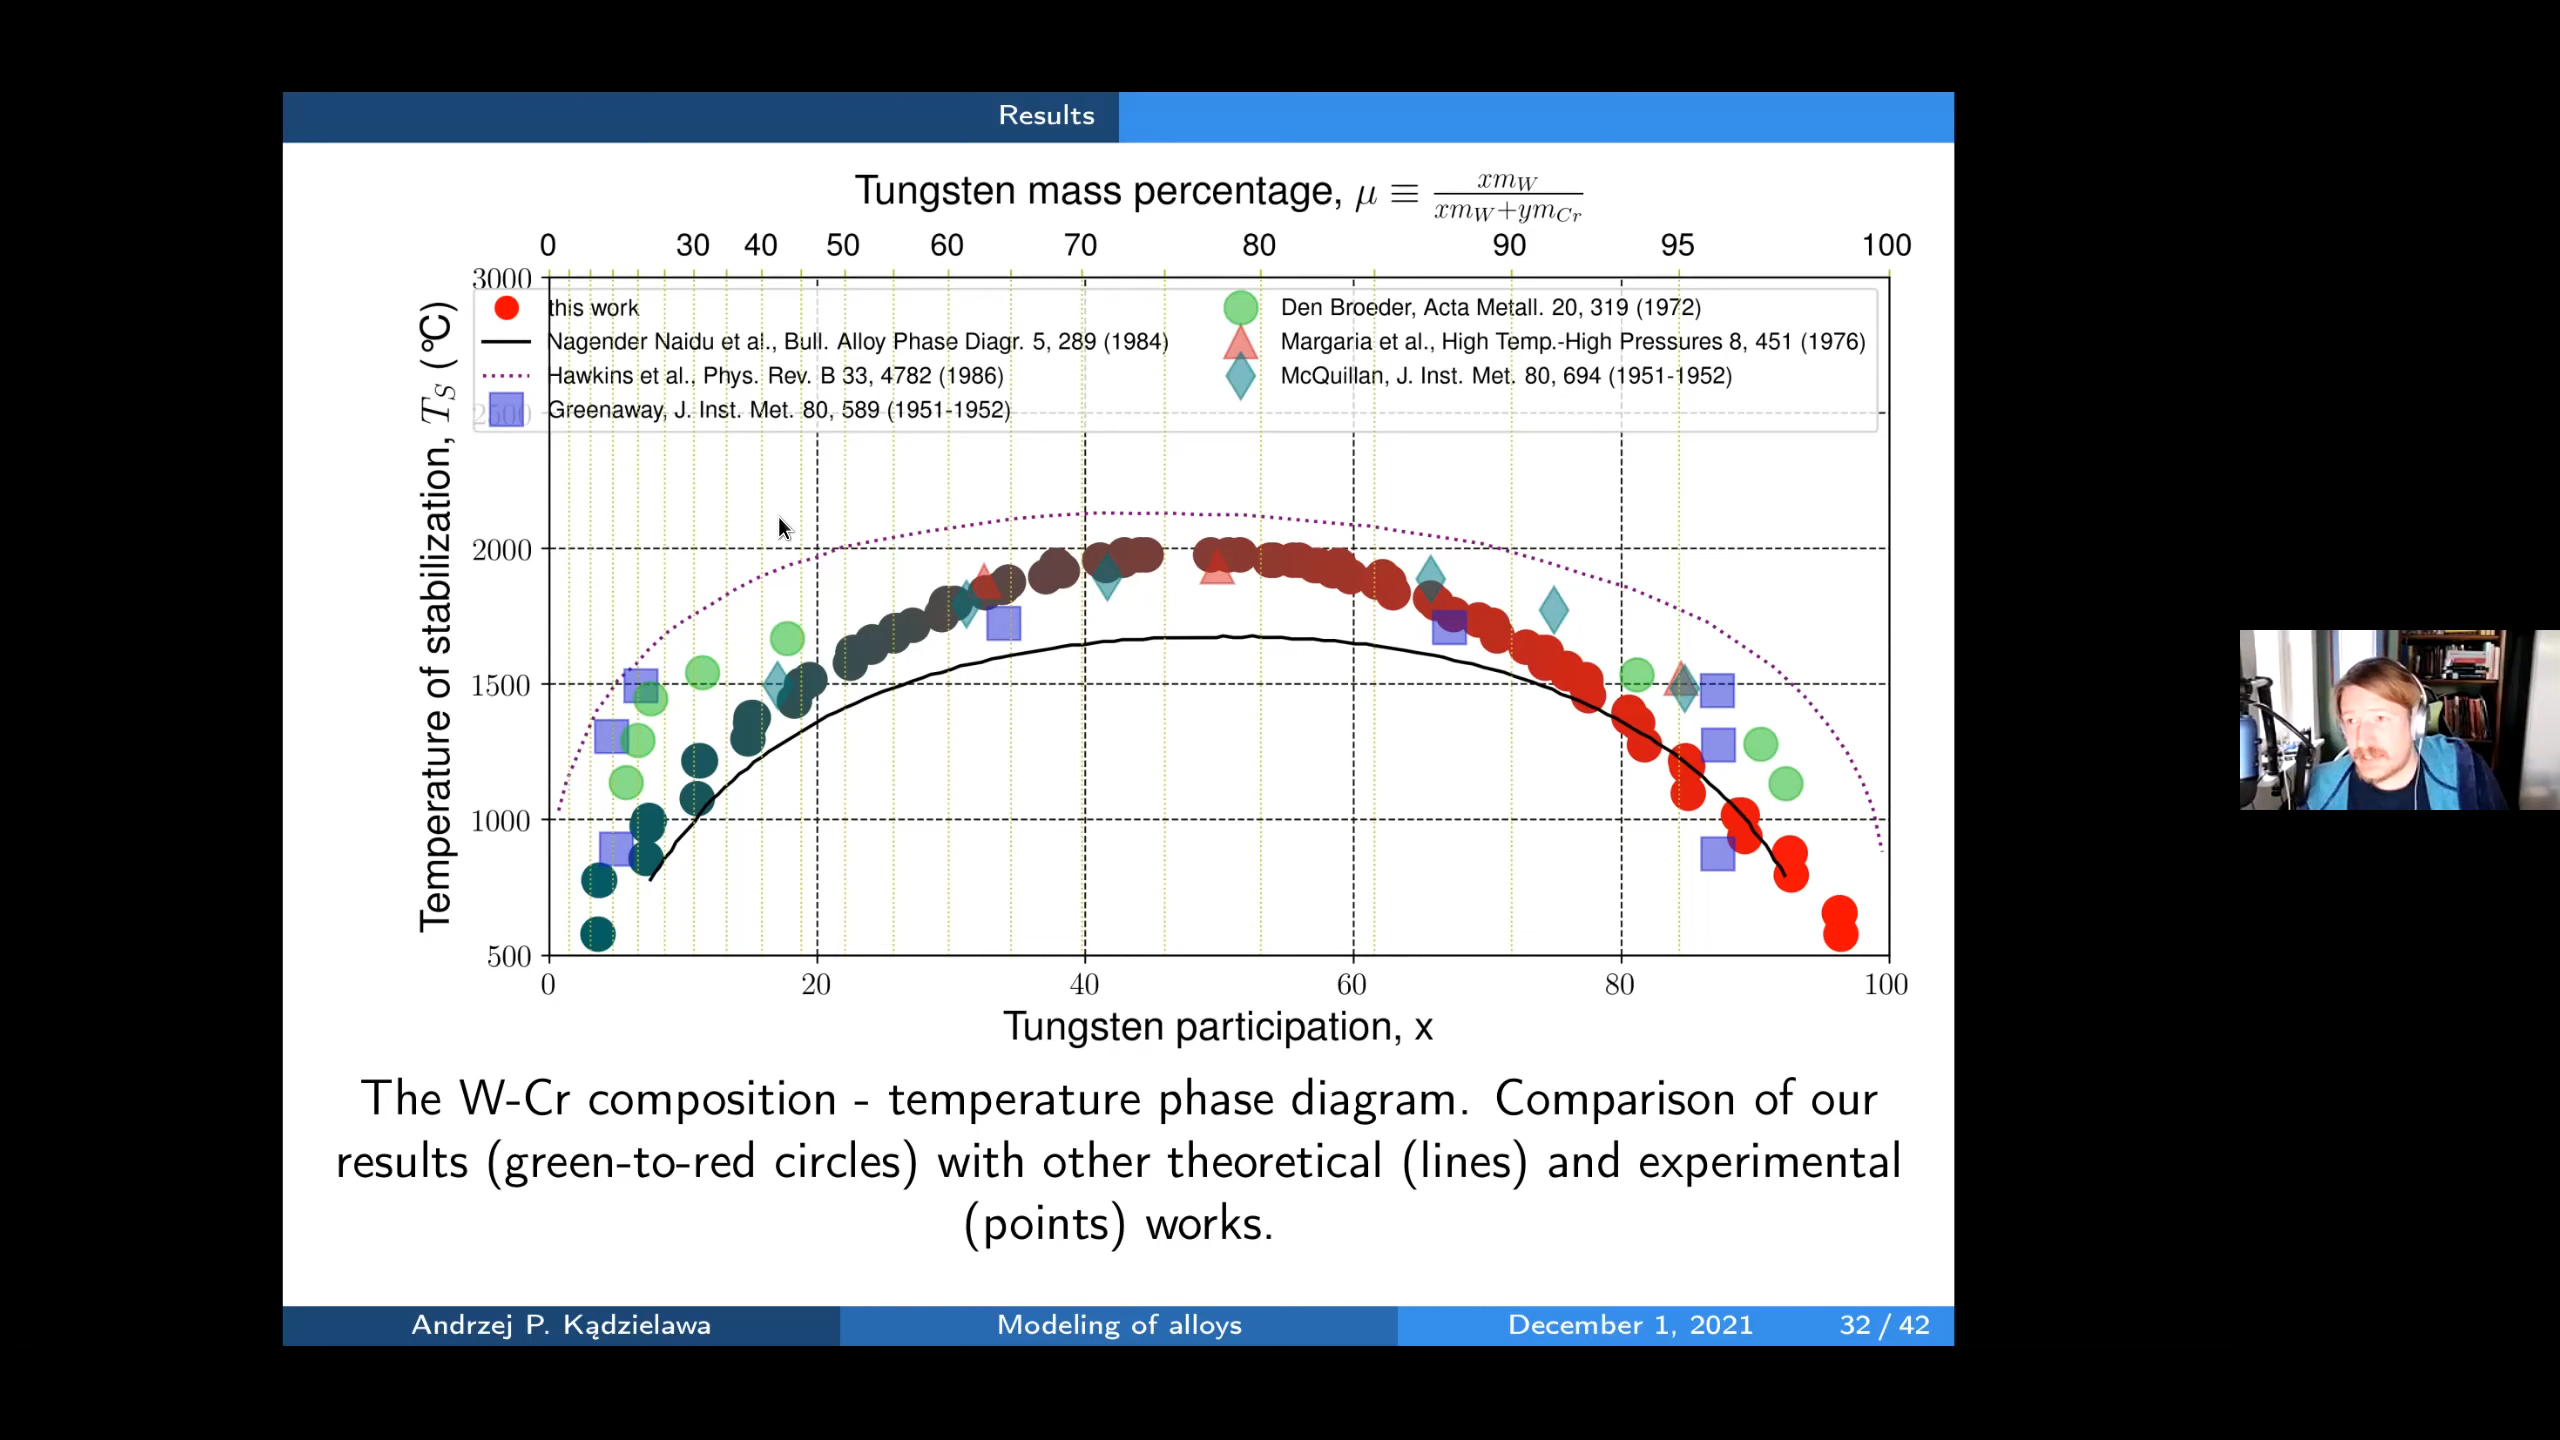 Results
Tungsten mass percentage, μ ≡ xm_W / xm_W+ym_Cr
0 30 40 50 60 70 80 90 95 100
3000
this work
Nagender Naidu et al., Bull. Alloy Phase Diagr. 5, 289 (1984)
Hawkins et al., Phys. Rev. B 33, 4782 (1986)
Greenaway, J. Inst. Met. 80, 589 (1951-1952)
Den Broeder, Acta Metall. 20, 319 (1972)
Margaria et al., High Temp.-High Pressures 8, 451 (1976)
McQuillan, J. Inst. Met. 80, 694 (1951-1952)
2500
2000
1500
1000
500
Temperature of stabilization, T_S (°C)
0 20 40 60 80 100
Tungsten participation, x
The W-Cr composition - temperature phase diagram. Comparison of our
results (green-to-red circles) with other theoretical (lines) and experimental
(points) works.
Andrzej P. Kądzielawa Modeling of alloys December 1, 2021 32 / 42